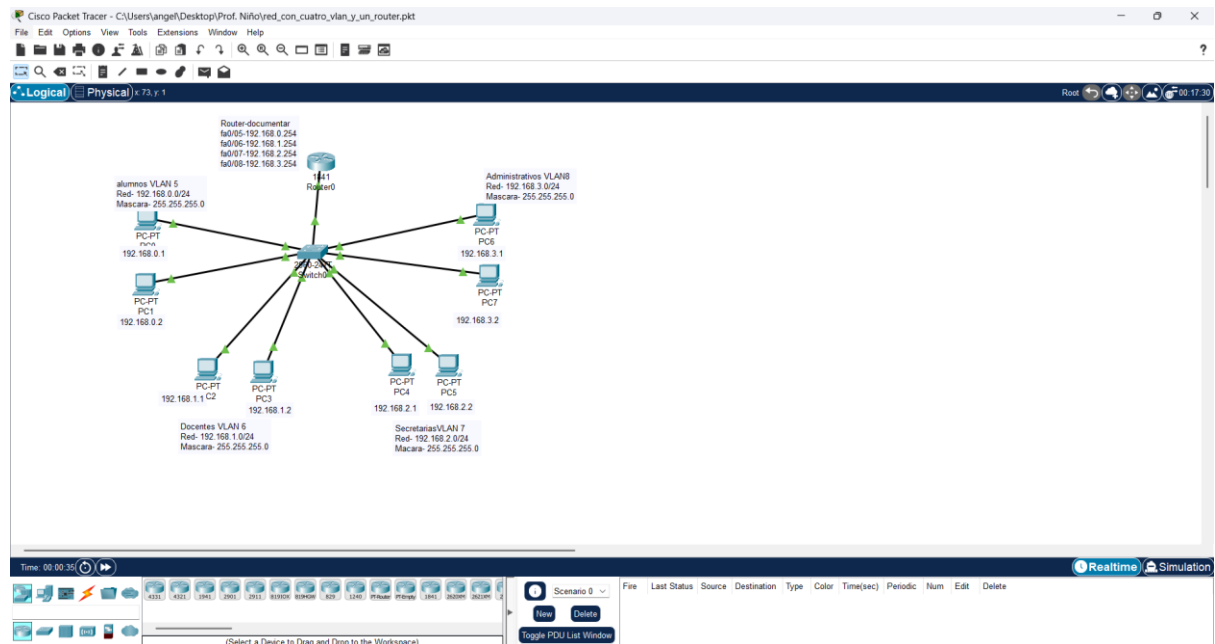 Cisco Packet Tracer - C:\Users\angel\Desktop\Prof. Niño\red_con_cuatro_vlan_y_un_router.pkt
File Edit Options View Tools Extensions Window Help
?
Logical Physical x: 73, y: 1
Root 00:17:30
Router-documentar
fa0/05-192.168.0.254
fa0/06-192.168.1.254
fa0/07-192.168.2.254
fa0/08-192.168.3.254
1841
Router0
alumnos VLAN 5
Red- 192.168.0.0/24
Mascara- 255.255.255.0
Administrativos VLAN8
Red- 192.168.3.0/24
Mascara- 255.255.255.0
PC-PT
192.168.0.1
PC-PT
PC6
192.168.3.1
Switch0
PC-PT
PC1
192.168.0.2
PC-PT
PC7
192.168.3.2
PC-PT
C2
192.168.1.1
PC-PT
PC3
192.168.1.2
PC-PT
PC4
192.168.2.1
PC-PT
PC5
192.168.2.2
Docentes VLAN 6
Red- 192.168.1.0/24
Mascara- 255.255.255.0
SecretariasVLAN 7
Red- 192.168.2.0/24
Macara- 255.255.255.0
Time: 00:00:35
Realtime Simulation
4331 4321 1941 2901 2911 819IOX 819HGW 829 1240 PT-Router PT-Empty 1841 2620XM 2621XM
(Select a Device to Drag and Drop to the Workspace)
Scenario 0
New Delete
Toggle PDU List Window
Fire Last Status Source Destination Type Color Time(sec) Periodic Num Edit Delete